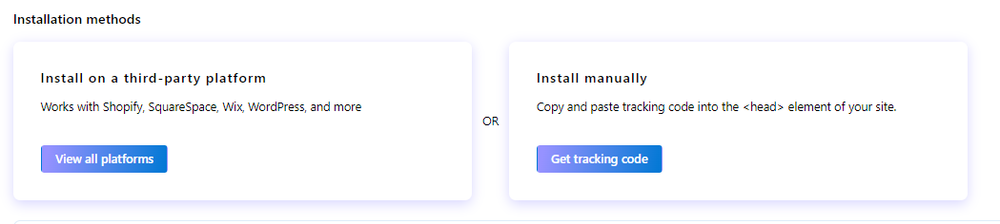 Installation methods
Install on a third-party platform
Works with Shopify, SquareSpace, Wix, WordPress, and more
View all platforms
OR
Install manually
Copy and paste tracking code into the <head> element of your site.
Get tracking code